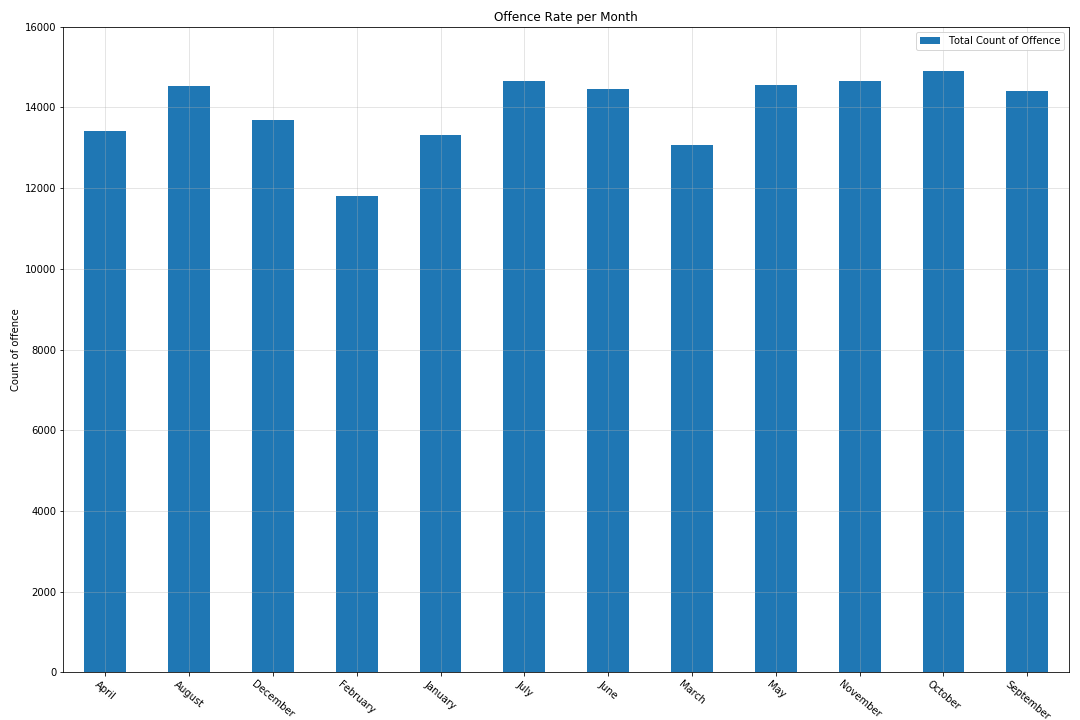 Offence Rate per Month
Total Count of Offence
Count of offence
16000
14000
12000
10000
8000
6000
4000
2000
0
April
August
December
February
January
July
June
March
May
November
October
September